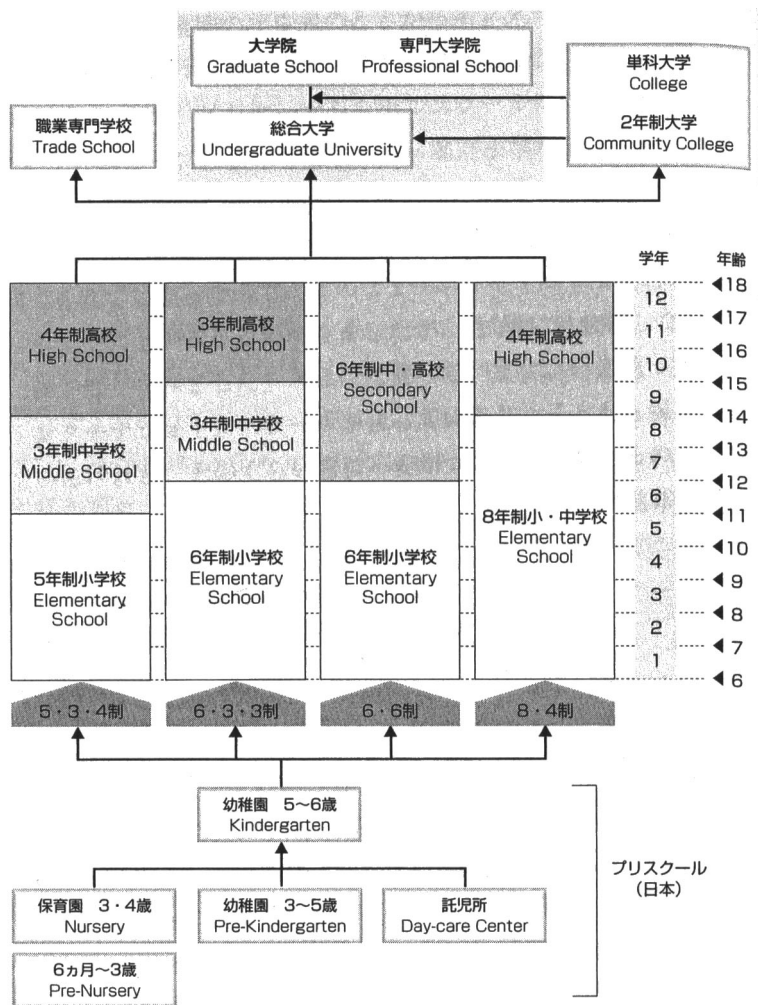 大学院
Graduate School
専門大学院
Professional School
単科大学
College
職業専門学校
Trade School
総合大学
Undergraduate University
2年制大学
Community College
学年
年齢
4年制高校
High School
3年制中学校
Middle School
5年制小学校
Elementary
School
5・3・4制
3年制高校
High School
3年制中学校
Middle School
6年制小学校
Elementary
School
6・3・3制
6年制中・高校
Secondary
School
6年制小学校
Elementary
School
6・6制
4年制高校
High School
8年制小・中学校
Elementary
School
8・4制
12
11
10
9
8
7
6
5
4
3
2
1
18
17
16
15
14
13
12
11
10
9
8
7
6
幼稚園 5〜6歳
Kindergarten
プリスクール
(日本)
保育園 3・4歳
Nursery
幼稚園 3〜5歳
Pre-Kindergarten
託児所
Day-care Center
6ヵ月〜3歳
Pre-Nursery